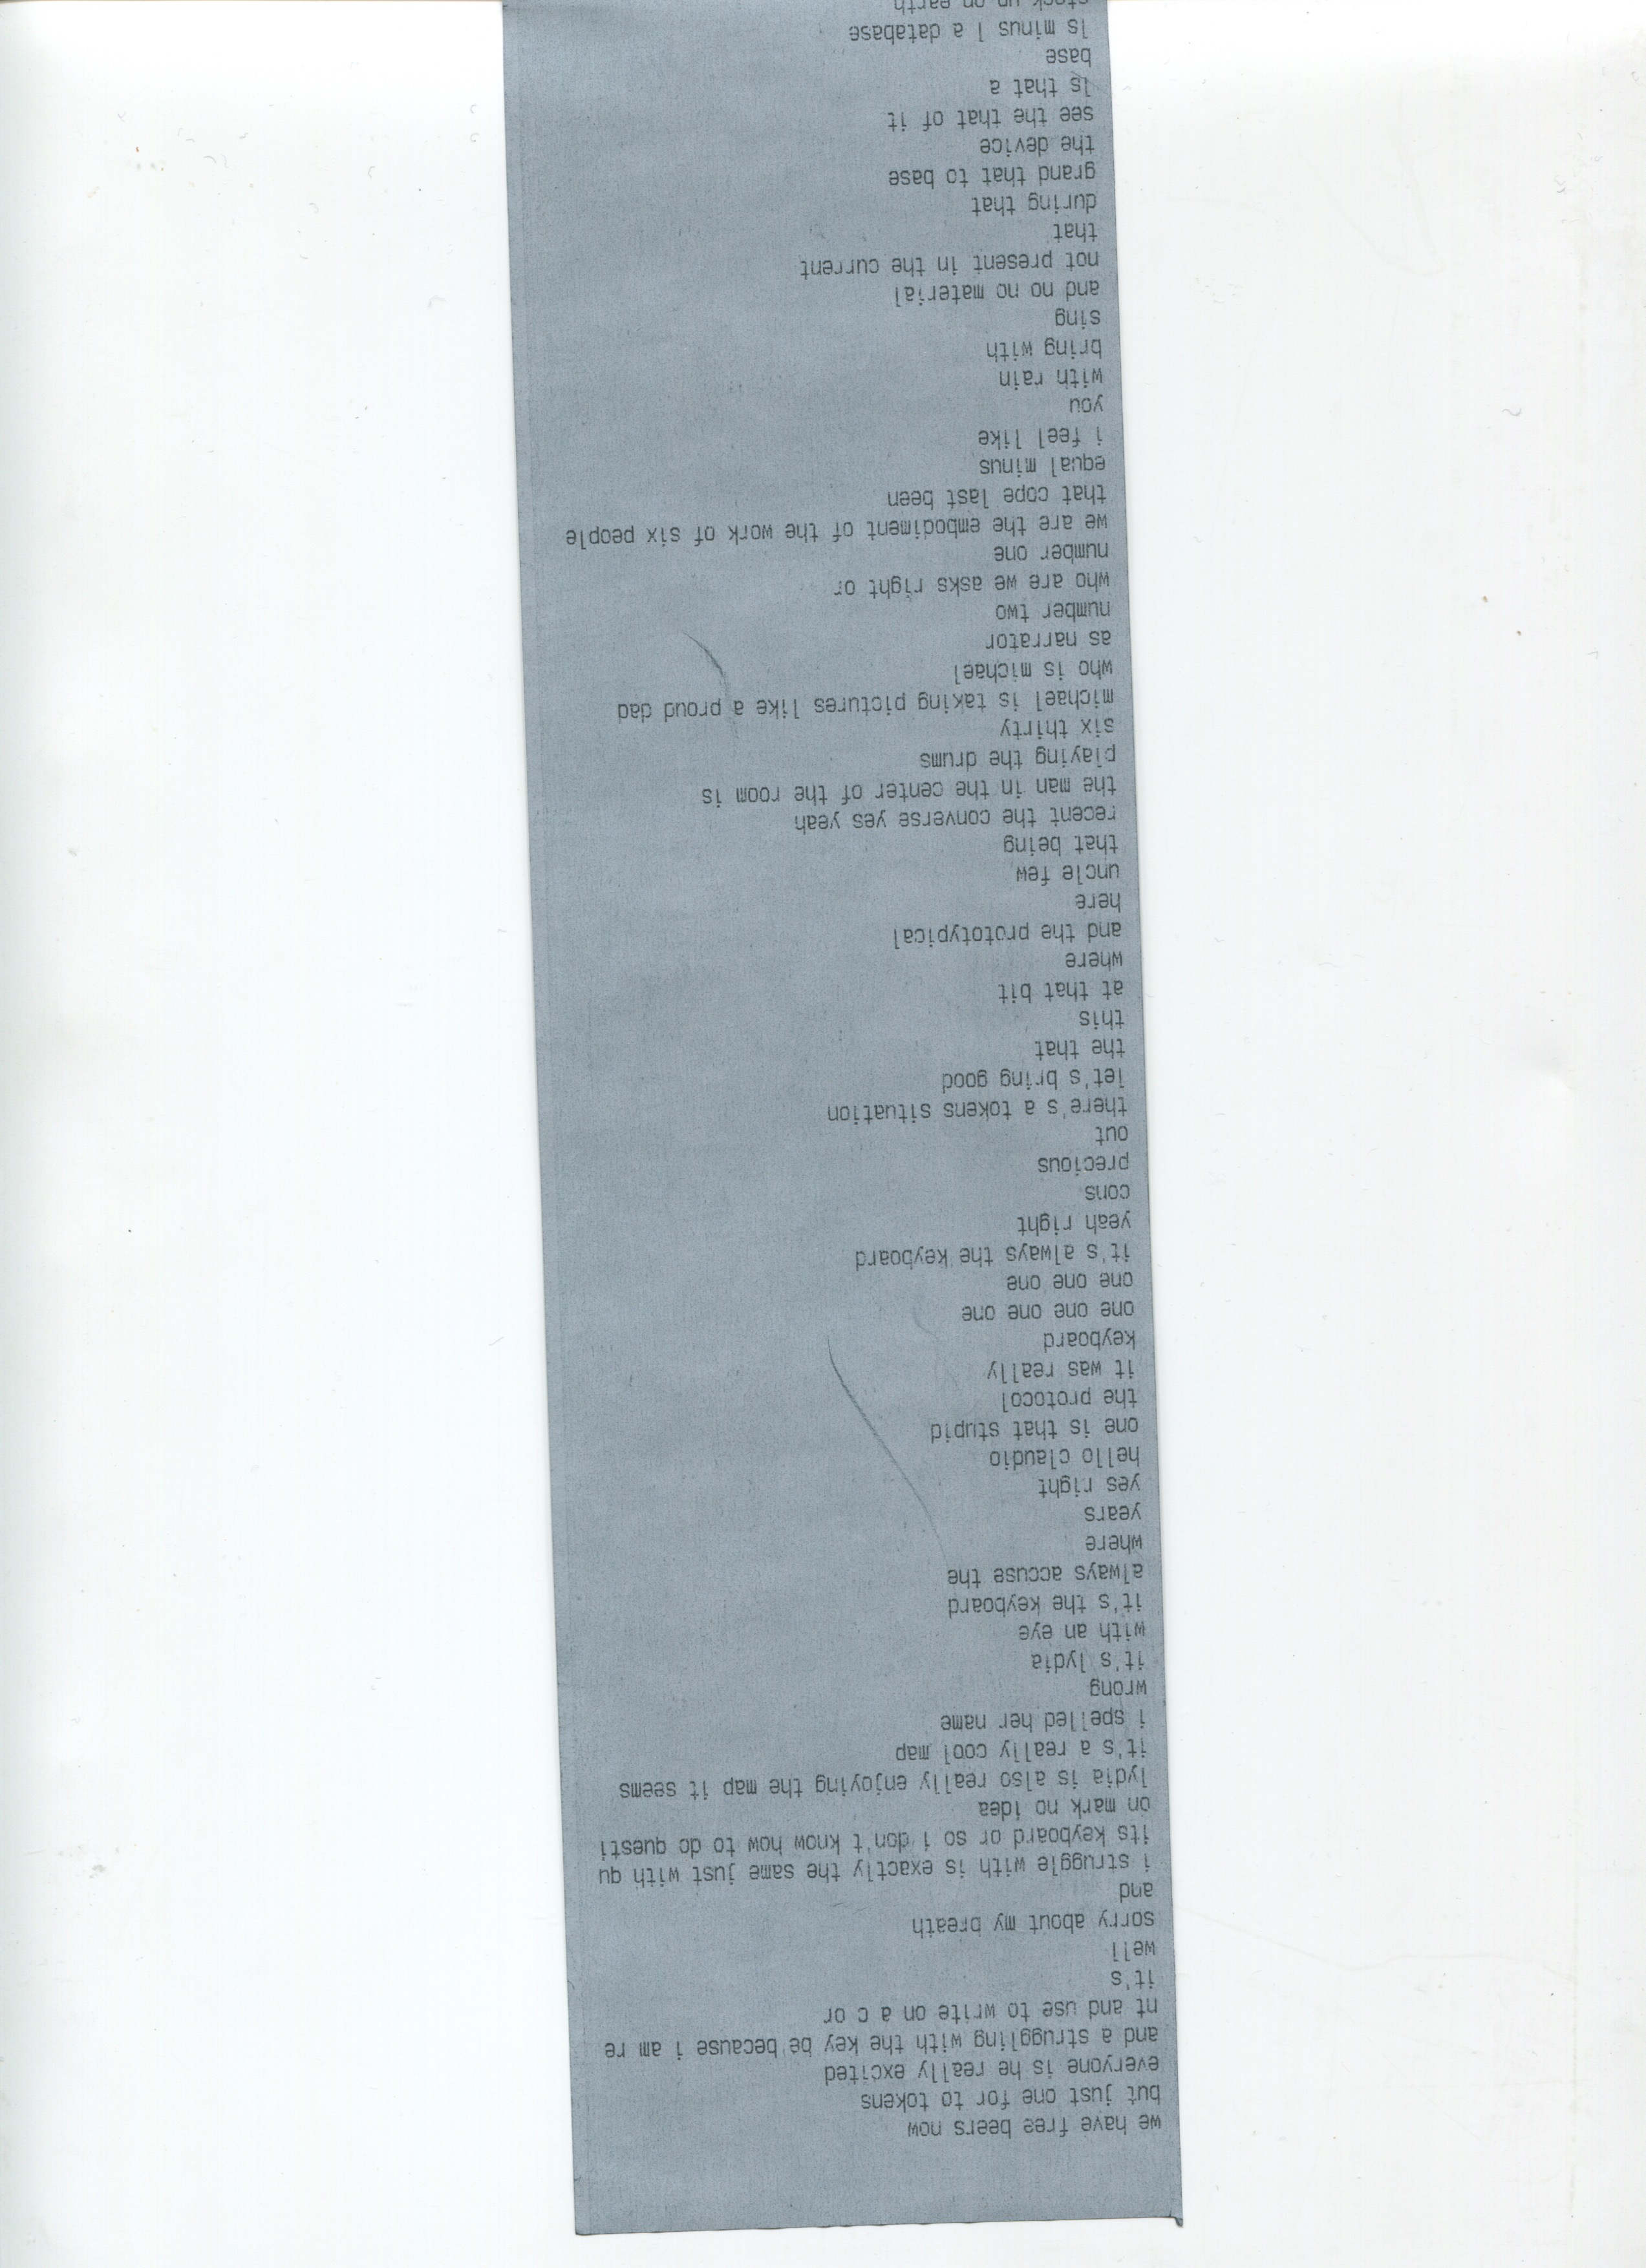 we have free beers now
but just one for to tokens
everyone is he really excited
and a struggling with the key be because i am re
nt and use to write on a c or
it's
well
sorry about my breath
and
i struggle with is exactly the same just with qu
its keyboard or so i don't know how to do questi
on mark no idea
lydia is also really enjoying the map it seems
it's a really cool map
i spelled her name
wrong
it's lydia
with an eye
it's the keyboard
always accuse the
where
years
yes right
hello claudio
one is that stupid
the protocol
it was really
keyboard
one one one one
one one one
it's always the keyboard
yeah right
cons
precious
out
there's a tokens situation
let's bring good
the that
this
at that bit
where
and the prototypical
here
uncle few
that being
recent the converse yes yeah
the man in the center of the room is
playing the drums
six thirty
michael is taking pictures like a proud dad
who is michael
as narrator
number two
who are we asks right or
number one
we are the embodiment of the work of six people
that cope last been
equal minus
i feel like
you
with rain
bring with
sing
and no no material
not present in the current
that
during that
grand that to base
the device
see the that of it
ls that a
base
ls minus l a database
up on earth